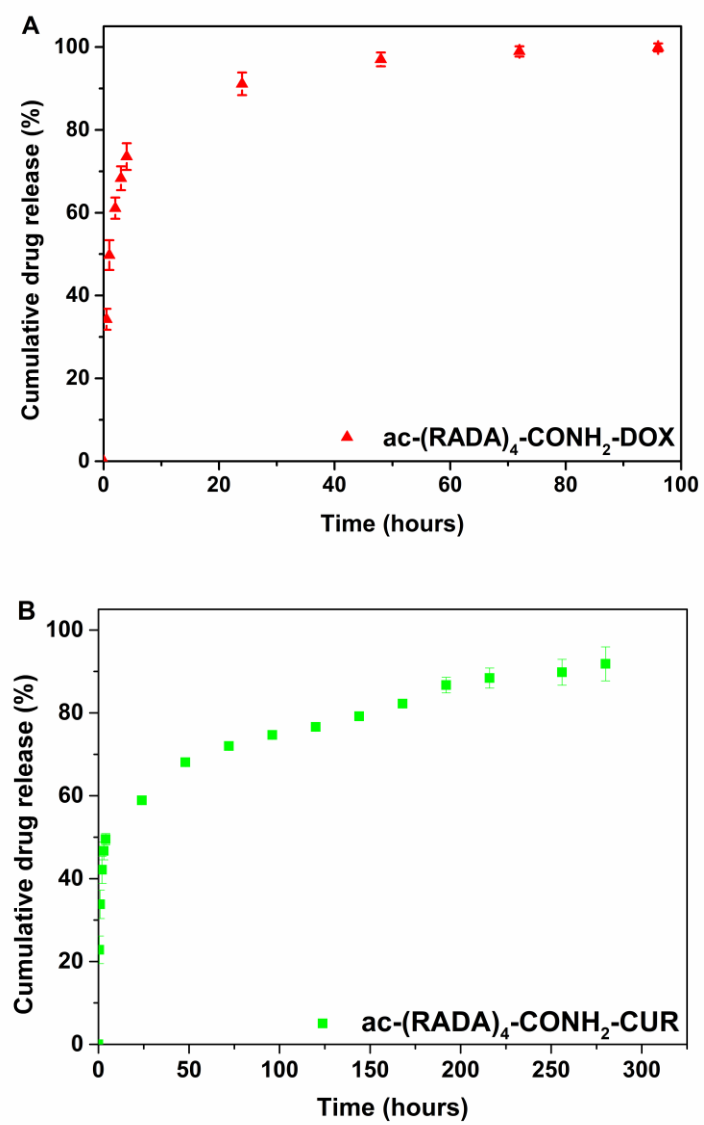 A
Cumulative drug release (%)
100
80
60
40
20
0
ac-(RADA)₄-CONH₂-DOX
0 20 40 60 80 100
Time (hours)
B
Cumulative drug release (%)
100
80
60
40
20
0
ac-(RADA)₄-CONH₂-CUR
0 50 100 150 200 250 300
Time (hours)